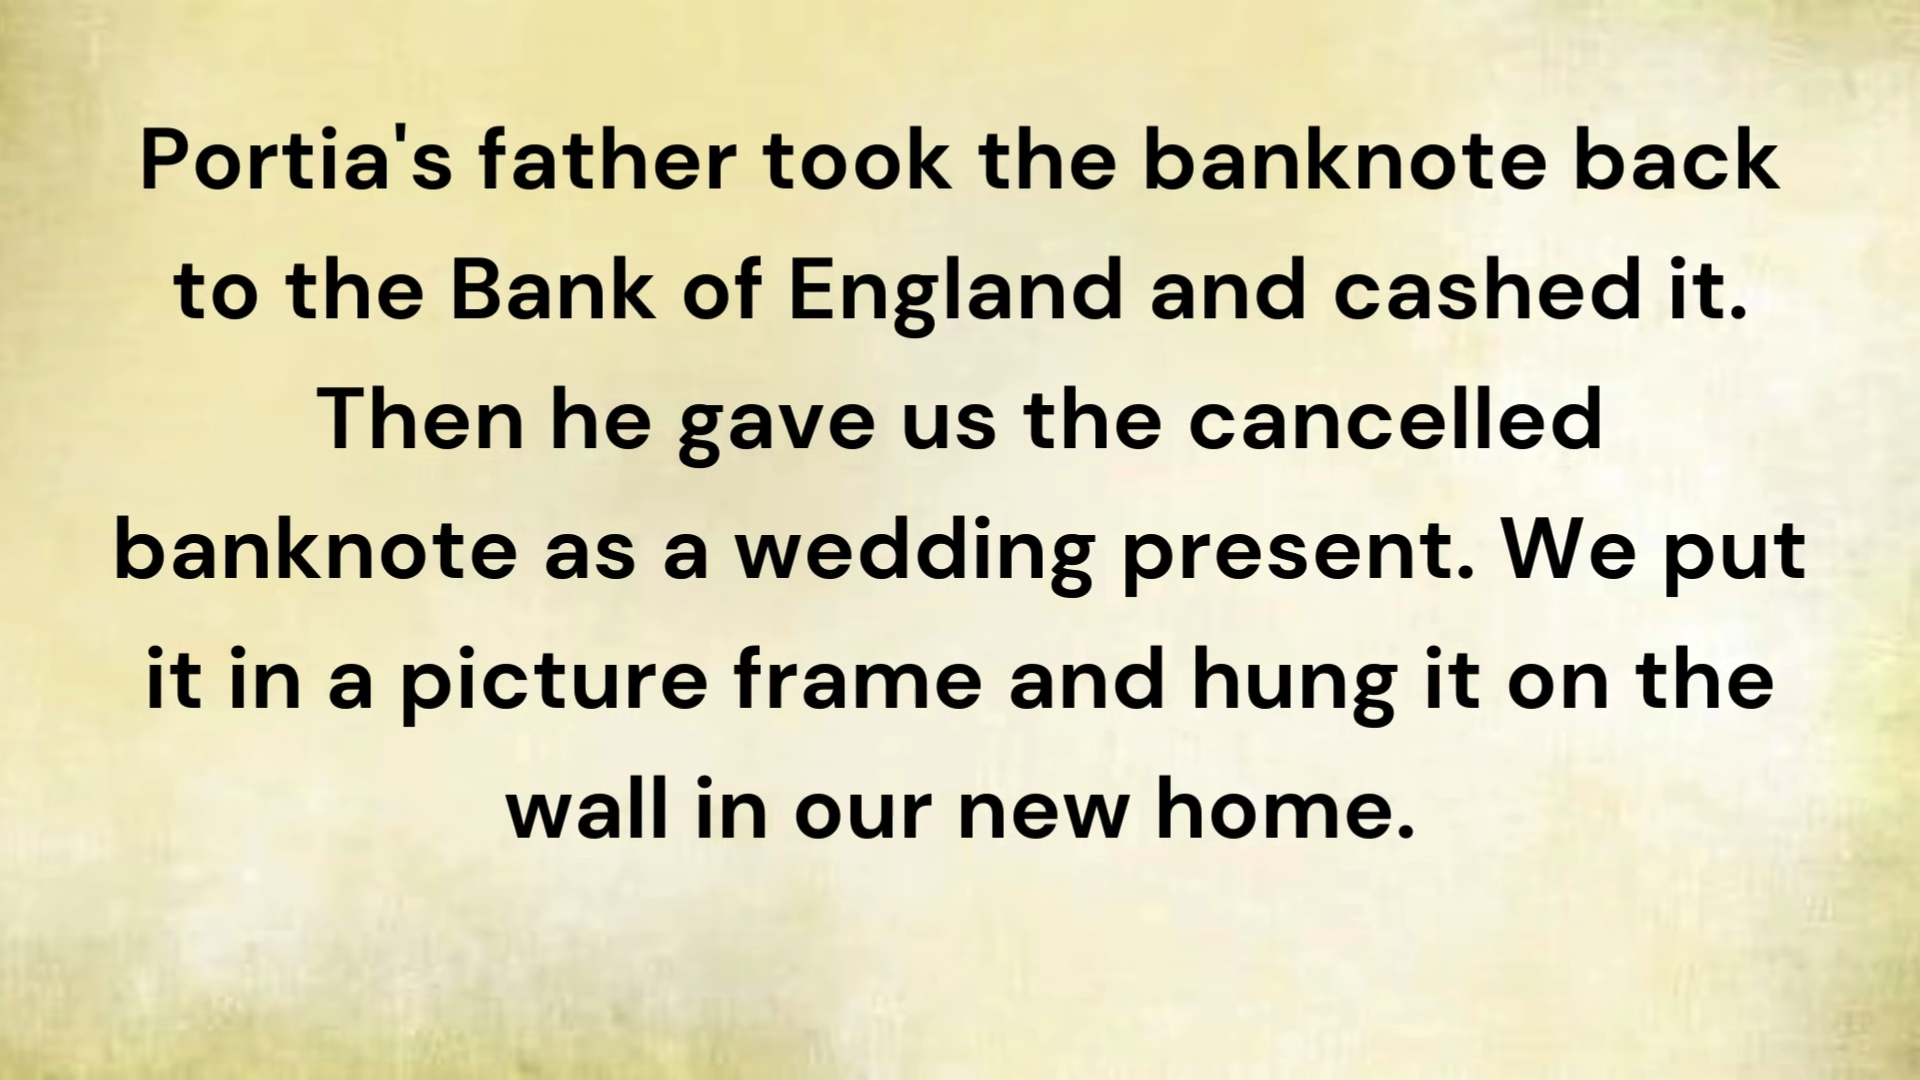 Portia's father took the banknote back
to the Bank of England and cashed it.
Then he gave us the cancelled
banknote as a wedding present. We put
it in a picture frame and hung it on the
wall in our new home.